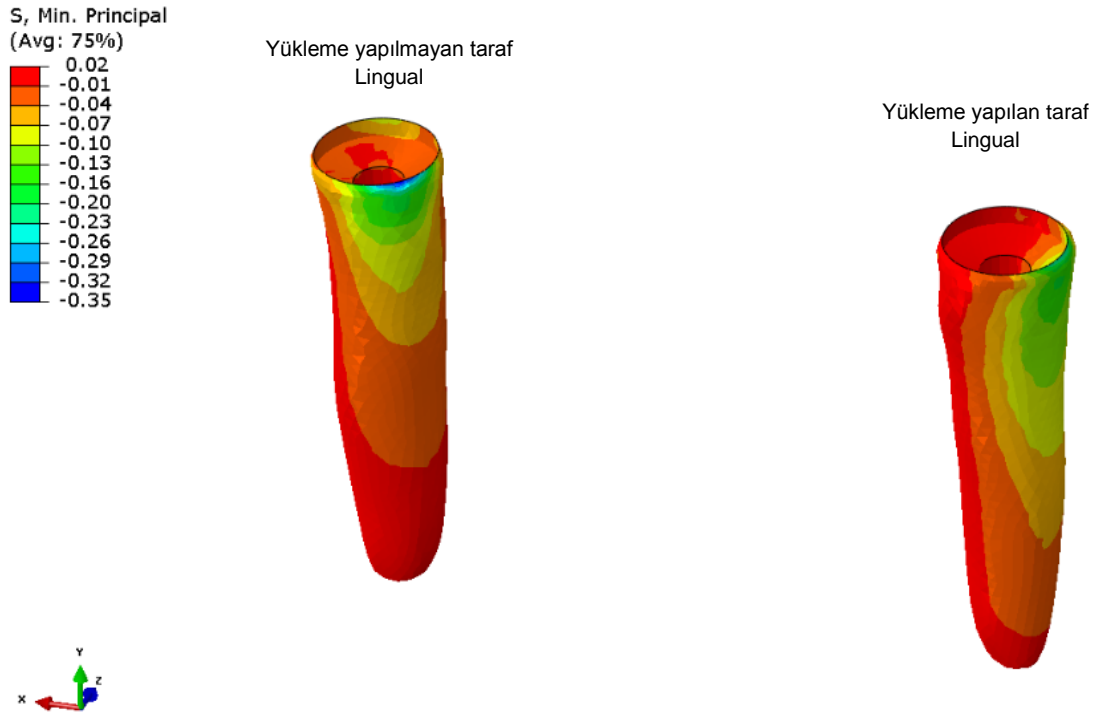 S, Min. Principal
(Avg: 75%)
0.02
-0.01
-0.04
-0.07
-0.10
-0.13
-0.16
-0.20
-0.23
-0.26
-0.29
-0.32
-0.35
Yükleme yapılmayan taraf
Lingual
Yükleme yapılan taraf
Lingual
Y
Z
X